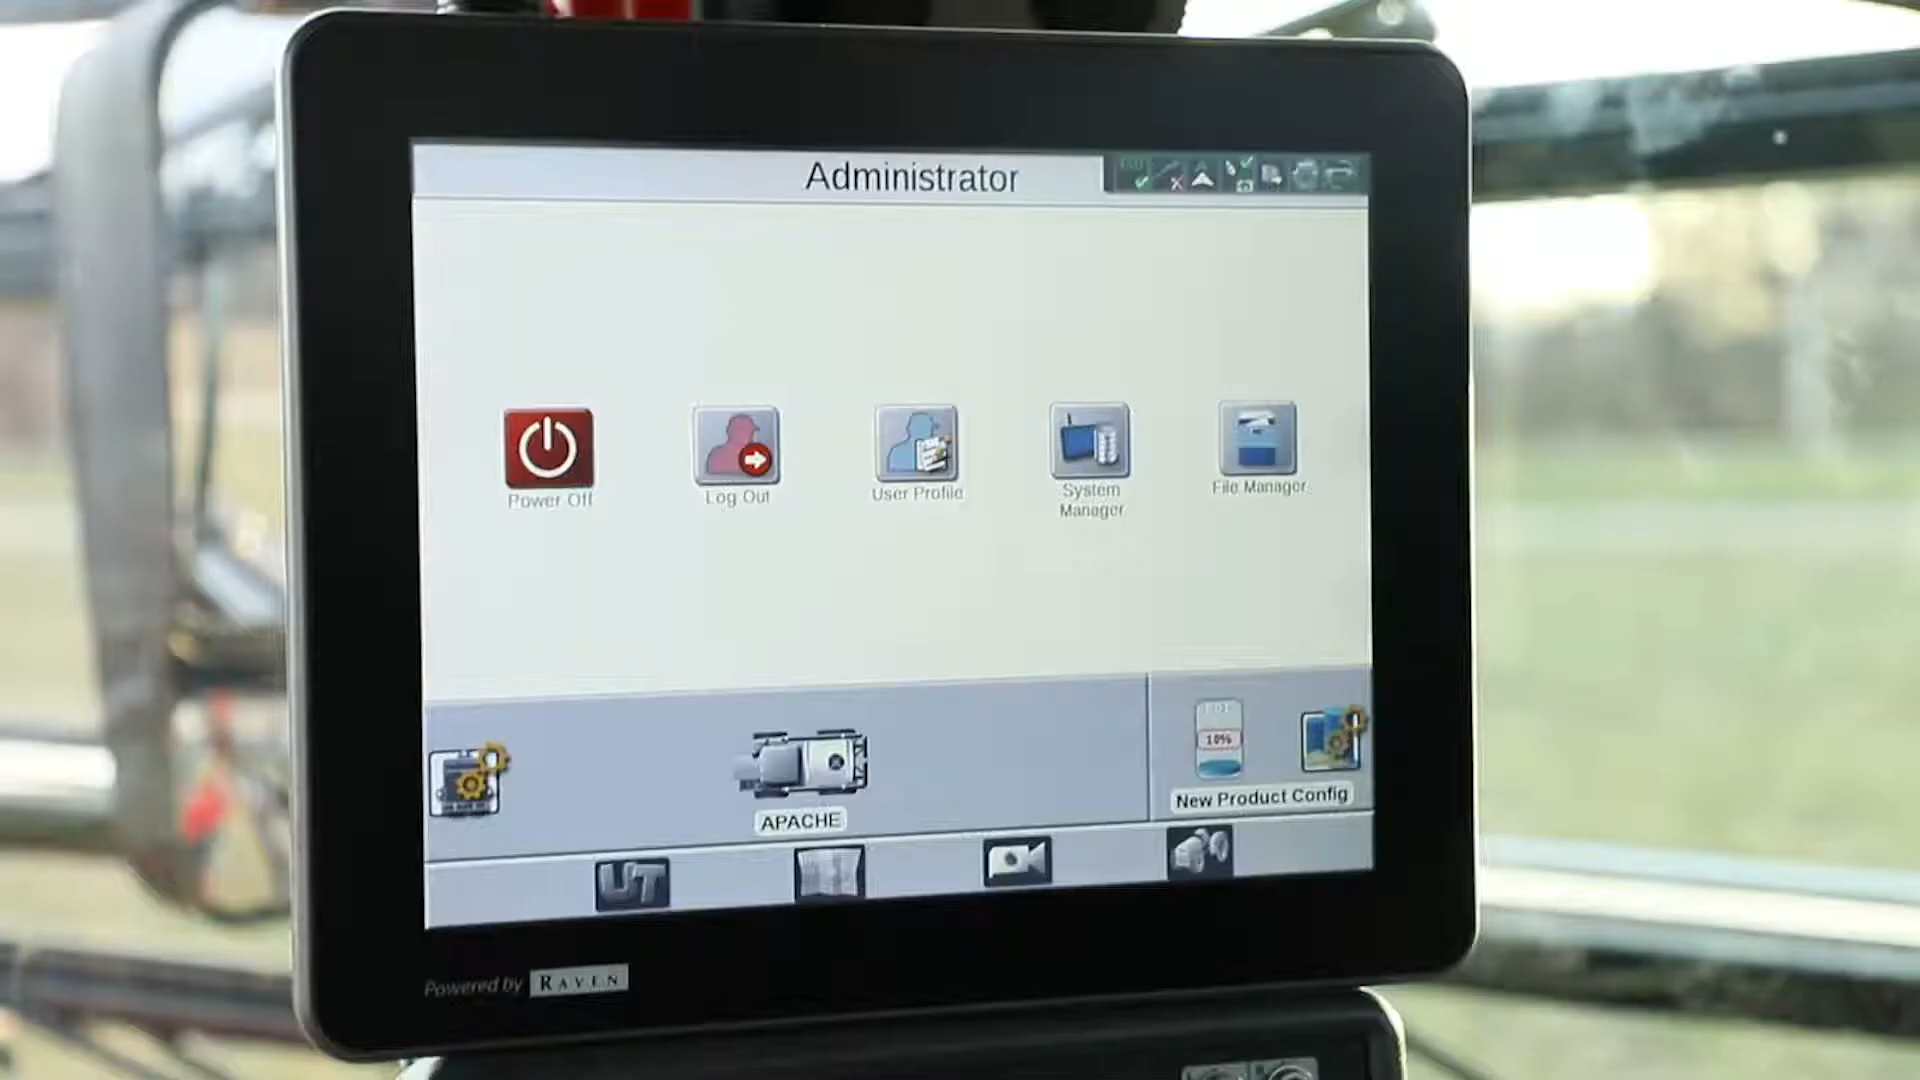 Administrator
Power Off
Log Out
User Profile
System
Manager
File Manager
10%
New Product Config
APACHE
UT
Powered by RAVEN